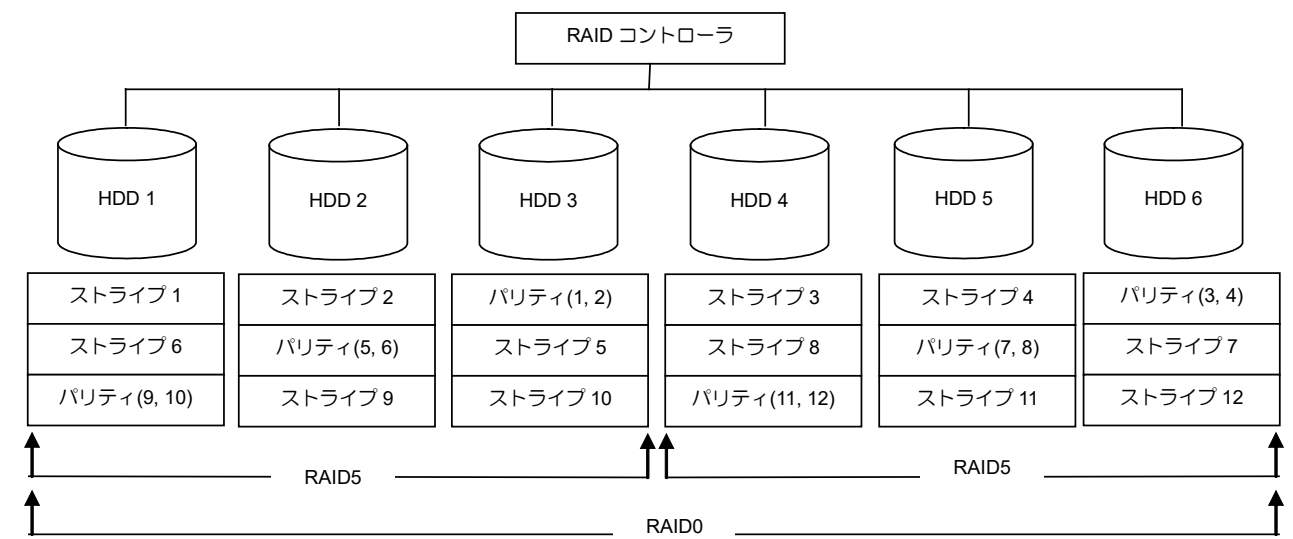 RAID コントローラ
HDD 1
HDD 2
HDD 3
HDD 4
HDD 5
HDD 6
ストライプ 1
ストライプ 2
パリティ(1, 2)
ストライプ 3
ストライプ 4
パリティ(3, 4)
ストライプ 6
パリティ(5, 6)
ストライプ 5
ストライプ 8
パリティ(7, 8)
ストライプ 7
パリティ(9, 10)
ストライプ 9
ストライプ 10
パリティ(11, 12)
ストライプ 11
ストライプ 12
RAID5
RAID5
RAID0